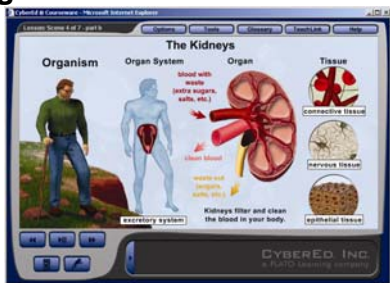 CyberEd & Courseware - Microsoft Internet Explorer
Lesson: Scene 4 of 7 - part b
Options
Tools
Glossary
TeachLink
Help
The Kidneys
Organism
Organ System
Organ
Tissue
blood with
waste
(extra sugars,
salts, etc.)
connective tissue
clean blood
nervous tissue
waste out
(sugars,
salts, etc.)
excretory system
Kidneys filter and clean
the blood in your body.
epithelial tissue
CYBERED INC.
A PLATO Learning company